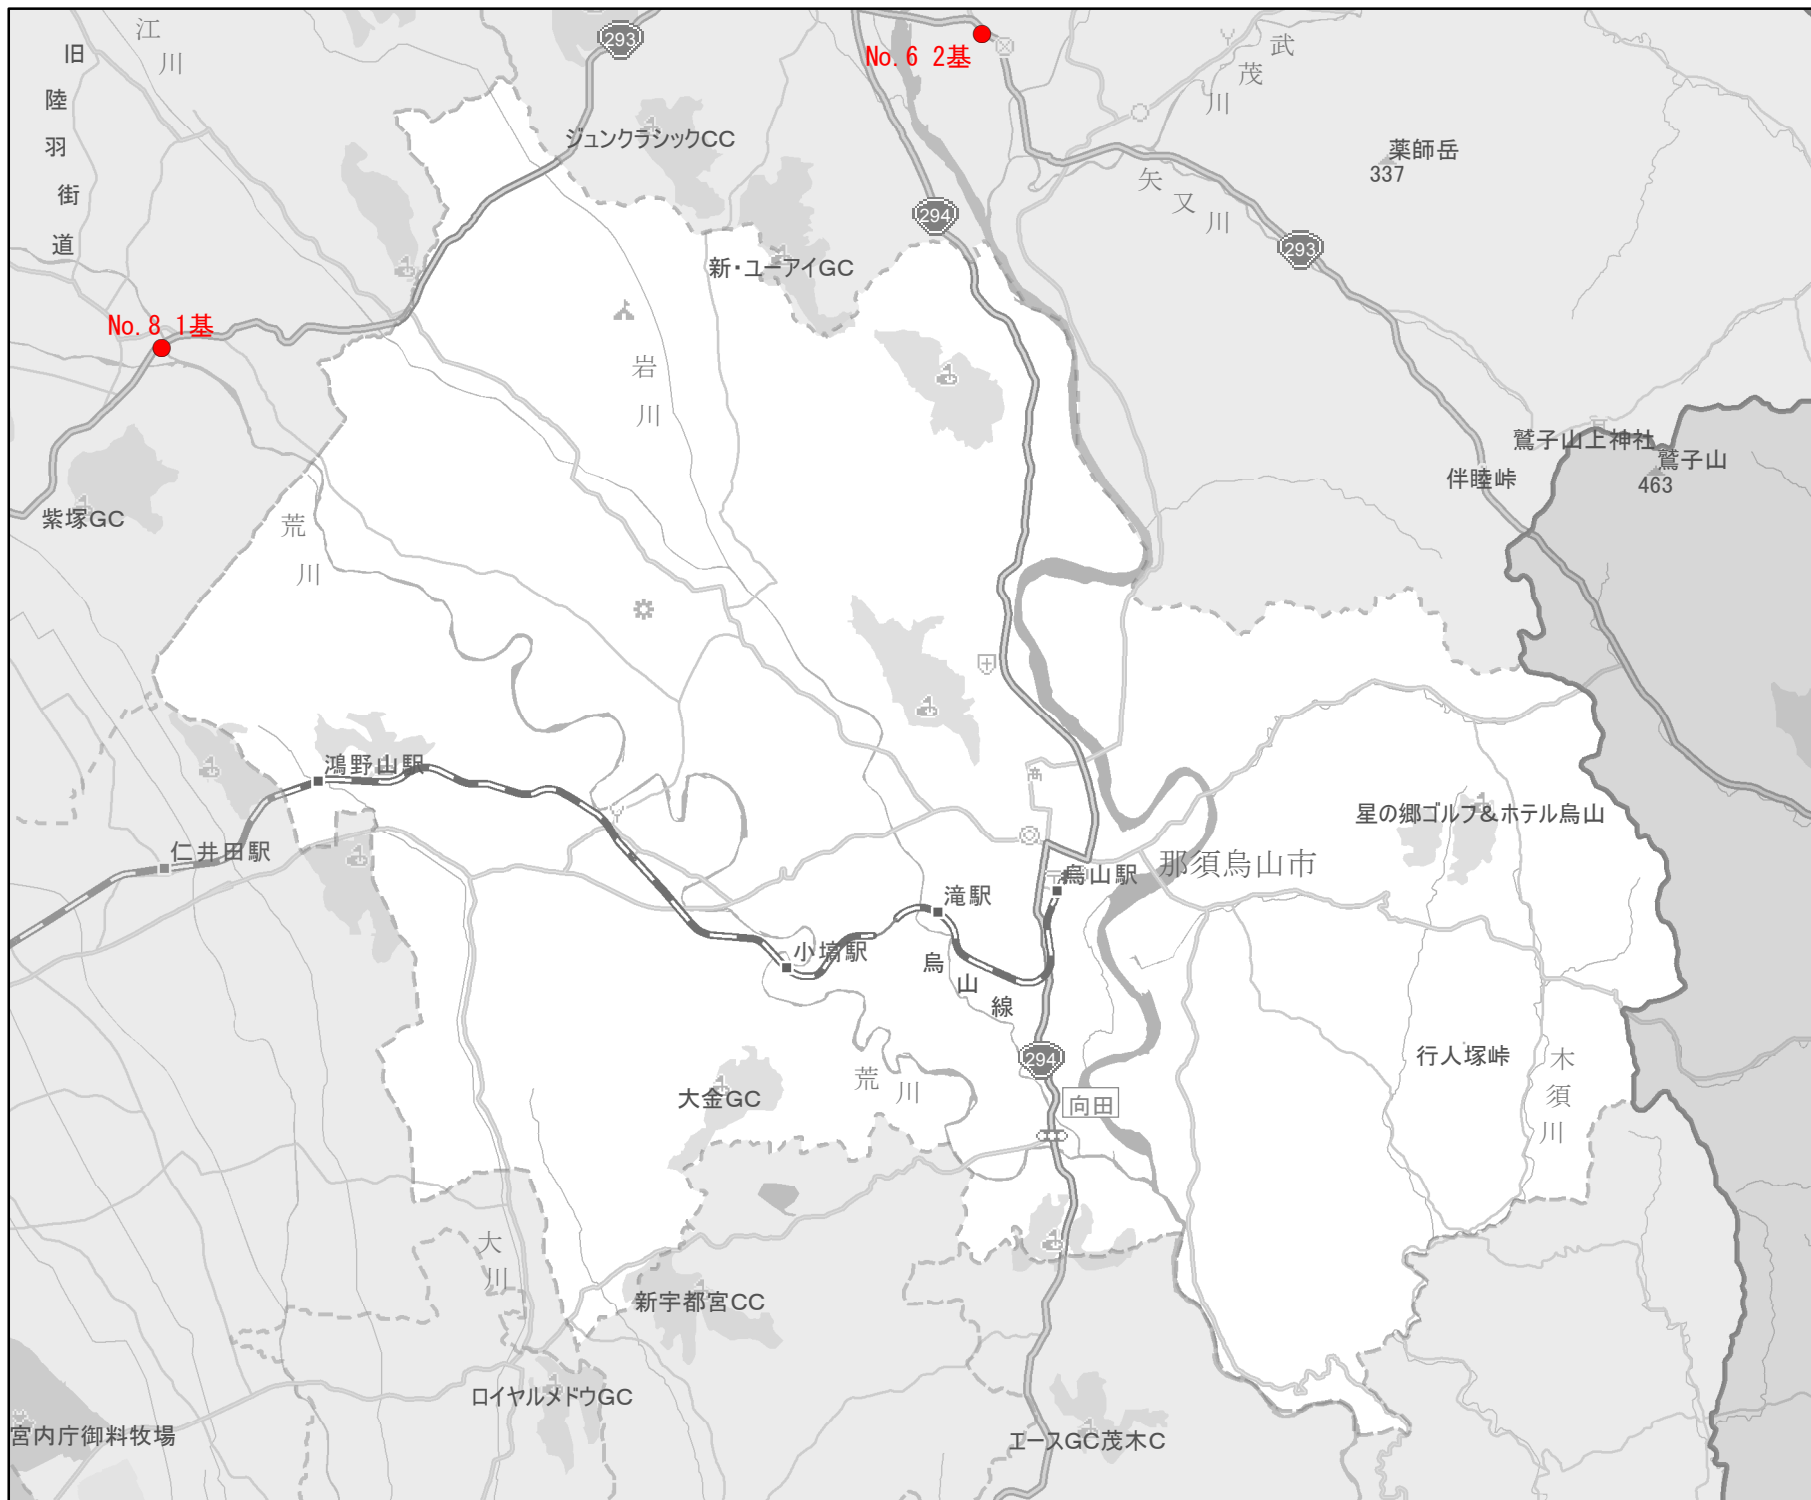 江川
293
旧陸羽街道
No.6 2基
武茂川
ジュンクラシックCC
薬師岳
337
矢又川
294
293
新・ユーアイGC
No.8 1基
岩川
鷲子山上神社
鷲子山
463
伴睦峠
紫塚GC
荒川
鴻野山駅
仁井田駅
星の郷ゴルフ&ホテル烏山
那須烏山市
烏山駅
滝駅
小塙駅
烏山線
294
向田
行人塚峠
木須川
荒川
大金GC
大川
新宇都宮CC
ロイヤルメドウGC
宮内庁御料牧場
エースGC茂木C